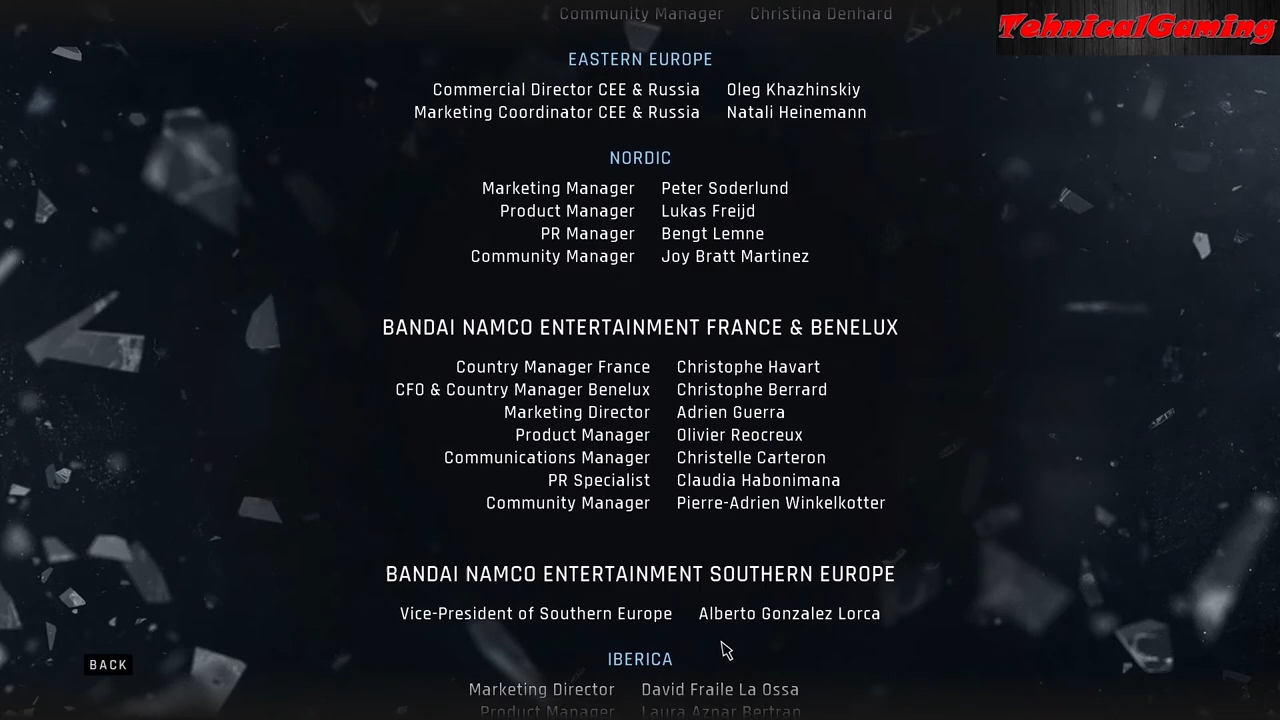 Community Manager Christina Denhard
TehnicalGaming
EASTERN EUROPE
Commercial Director CEE & Russia Oleg Khazhinskiy
Marketing Coordinator CEE & Russia Natali Heinemann
NORDIC
Marketing Manager Peter Soderlund
Product Manager Lukas Freijd
PR Manager Bengt Lemne
Community Manager Joy Bratt Martinez
BANDAI NAMCO ENTERTAINMENT FRANCE & BENELUX
Country Manager France Christophe Havart
CFO & Country Manager Benelux Christophe Berrard
Marketing Director Adrien Guerra
Product Manager Olivier Reocreux
Communications Manager Christelle Carteron
PR Specialist Claudia Habonimana
Community Manager Pierre-Adrien Winkelkotter
BANDAI NAMCO ENTERTAINMENT SOUTHERN EUROPE
Vice-President of Southern Europe Alberto Gonzalez Lorca
IBERICA
BACK
Marketing Director David Fraile La Ossa
Product Manager Laura Aznar Bertran